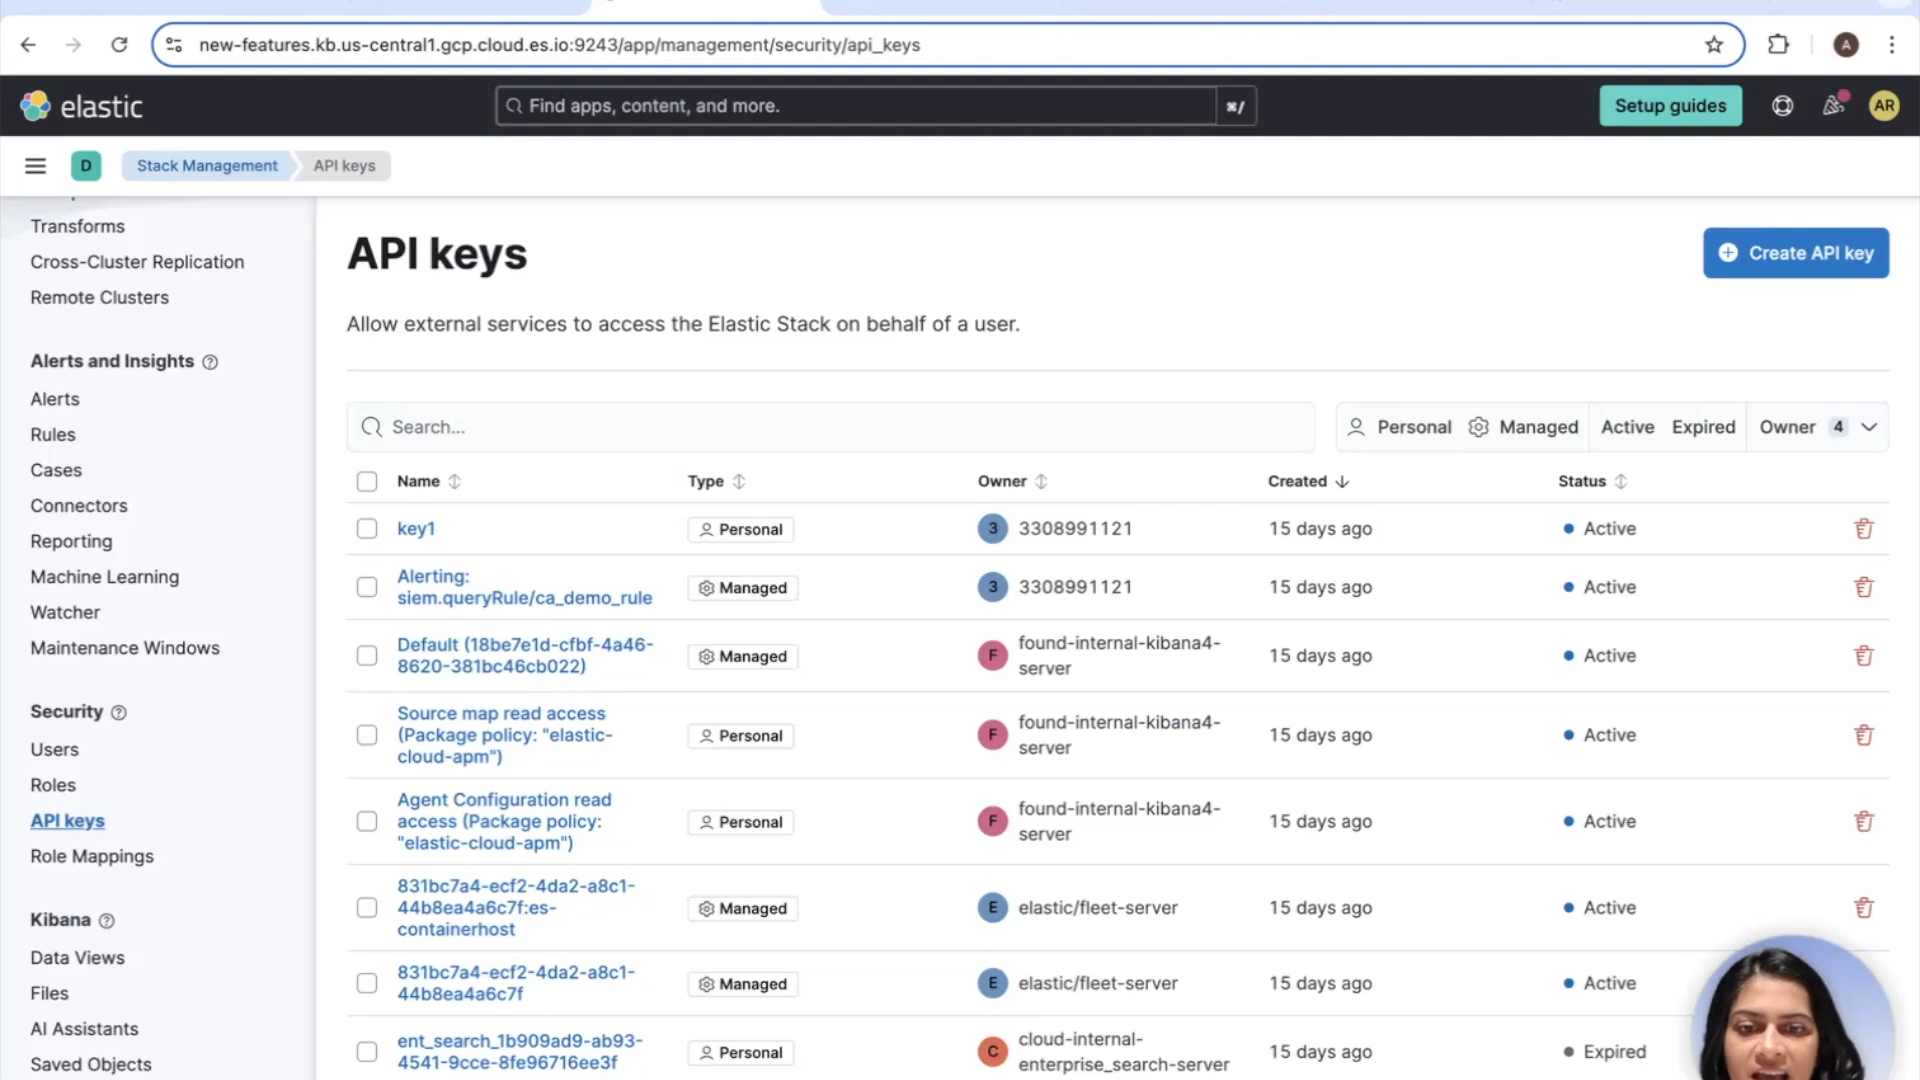 new-features.kb.us-central1.gcp.cloud.es.io:9243/app/management/security/api_keys
A
elastic
Find apps, content, and more.
⌘/
Setup guides
AR
D
Stack Management
API keys
Transforms
Cross-Cluster Replication
Remote Clusters
Alerts and Insights
Alerts
Rules
Cases
Connectors
Reporting
Machine Learning
Watcher
Maintenance Windows
Security
Users
Roles
API keys
Role Mappings
Kibana
Data Views
Files
AI Assistants
Saved Objects
API keys
Create API key
Allow external services to access the Elastic Stack on behalf of a user.
Search...
Personal Managed Active Expired Owner 4
Name Type Owner Created Status
key1 Personal 3 3308991121 15 days ago Active
Alerting:
siem.queryRule/ca_demo_rule Managed 3 3308991121 15 days ago Active
Default (18be7e1d-cfbf-4a46-
8620-381bc46cb022) Managed F found-internal-kibana4-
server 15 days ago Active
Source map read access
(Package policy: "elastic-
cloud-apm") Personal F found-internal-kibana4-
server 15 days ago Active
Agent Configuration read
access (Package policy:
"elastic-cloud-apm") Personal F found-internal-kibana4-
server 15 days ago Active
831bc7a4-ecf2-4da2-a8c1-
44b8ea4a6c7f:es-
containerhost Managed E elastic/fleet-server 15 days ago Active
831bc7a4-ecf2-4da2-a8c1-
44b8ea4a6c7f Managed E elastic/fleet-server 15 days ago Active
ent_search_1b909ad9-ab93-
4541-9cce-8fe96716ee3f Personal C cloud-internal-
enterprise_search-server 15 days ago Expired